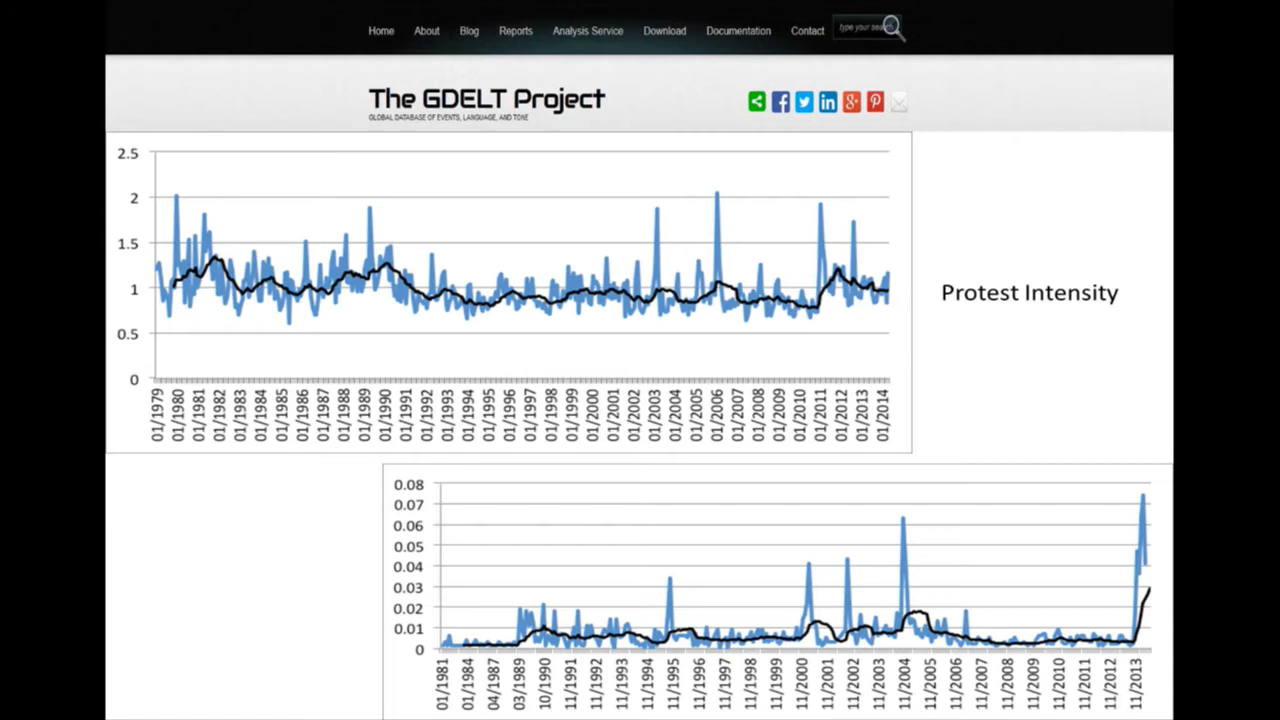 Home About Blog Reports Analysis Service Download Documentation Contact type your search
The GDELT Project
GLOBAL DATABASE OF EVENTS, LANGUAGE, AND TONE
2.5
2
1.5
1
0.5
0
01/1979 01/1980 01/1981 01/1982 01/1983 01/1984 01/1985 01/1986 01/1987 01/1988 01/1989 01/1990 01/1991 01/1992 01/1993 01/1994 01/1995 01/1996 01/1997 01/1998 01/1999 01/2000 01/2001 01/2002 01/2003 01/2004 01/2005 01/2006 01/2007 01/2008 01/2009 01/2010 01/2011 01/2012 01/2013 01/2014
Protest Intensity
0.08
0.07
0.06
0.05
0.04
0.03
0.02
0.01
0
01/1981 01/1984 04/1987 03/1989 10/1990 11/1991 11/1992 11/1993 11/1994 11/1995 11/1996 11/1997 11/1998 11/1999 11/2000 11/2001 11/2002 11/2003 11/2004 11/2005 11/2006 11/2007 11/2008 11/2009 11/2010 11/2011 11/2012 11/2013